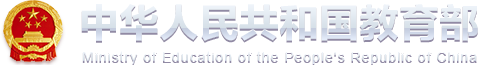 中华人民共和国教育部
Ministry of Education of the People's Republic of China